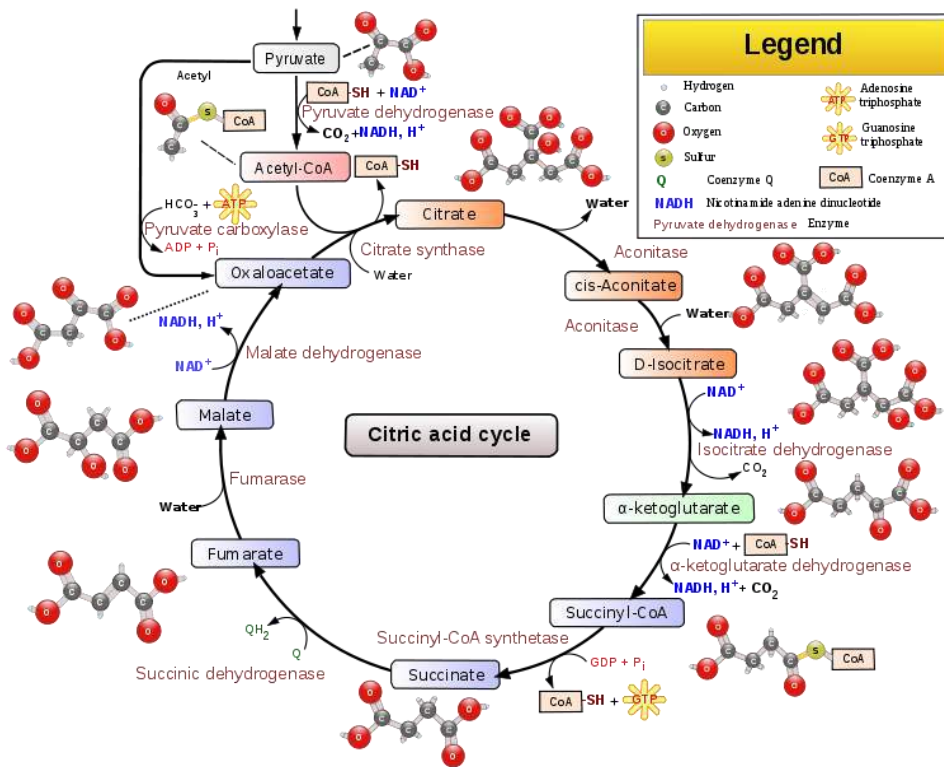 Legend
Hydrogen
Carbon
Oxygen
Sulfur
Q Coenzyme Q
NADH Nicotinamide adenine dinucleotide
Pyruvate dehydrogenase Enzyme
ATP Adenosine
triphosphate
GTP Guanosine
triphosphate
CoA Coenzyme A
Pyruvate
Acetyl
S CoA
CoA-SH + NAD⁺
Pyruvate dehydrogenase
CO₂+NADH, H⁺
Acetyl-CoA
CoA-SH
HCO₃⁻ + ATP
Pyruvate carboxylase
ADP + Pᵢ
Oxaloacetate
Citrate synthase
Water
Citrate
Water
Aconitase
cis-Aconitate
Aconitase
Water
D-Isocitrate
NAD⁺
NADH, H⁺
Isocitrate dehydrogenase
CO₂
α-ketoglutarate
NAD⁺+ CoA-SH
α-ketoglutarate dehydrogenase
NADH, H⁺+ CO₂
Succinyl-CoA
S CoA
Succinyl-CoA synthetase
GDP + Pᵢ
CoA-SH + GTP
Succinate
QH₂
Q
Succinic dehydrogenase
Fumarate
Water
Fumarase
Malate
NADH, H⁺
NAD⁺
Malate dehydrogenase
Citric acid cycle